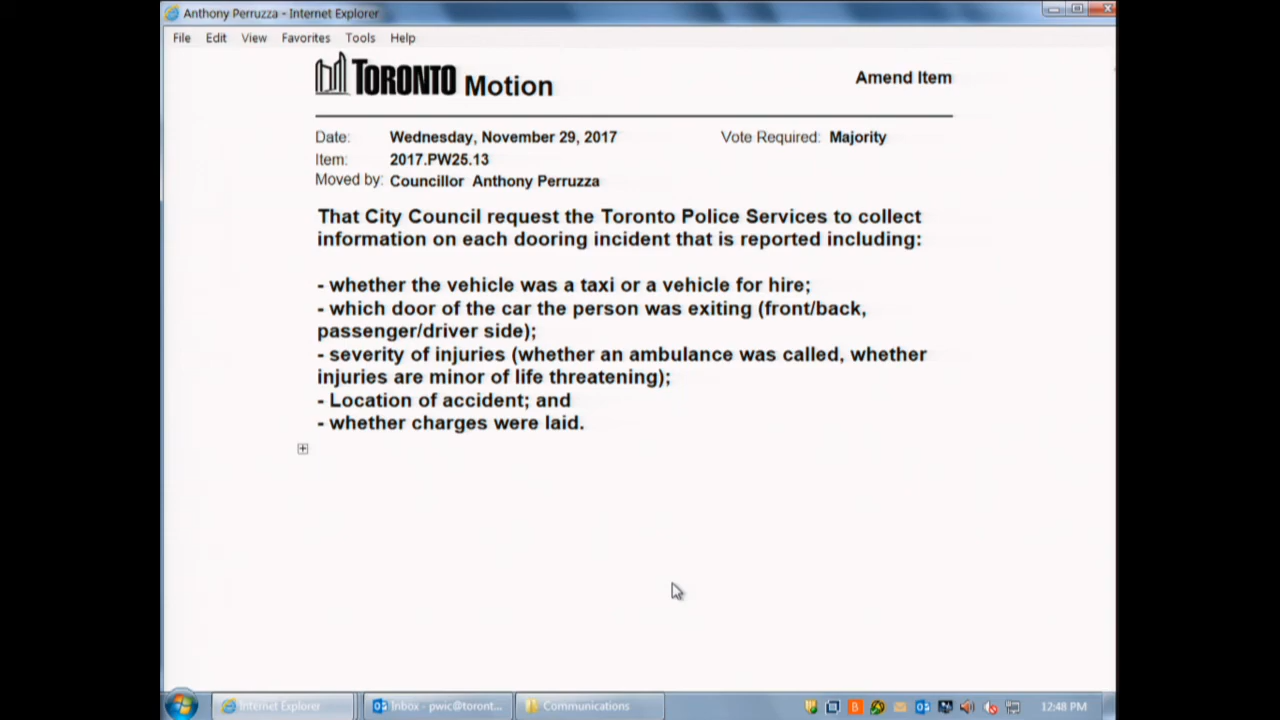 Anthony Perruzza - Internet Explorer
File Edit View Favorites Tools Help
TORONTO Motion
Amend Item
Date: Wednesday, November 29, 2017
Vote Required: Majority
Item: 2017.PW25.13
Moved by: Councillor Anthony Perruzza
That City Council request the Toronto Police Services to collect
information on each dooring incident that is reported including:
- whether the vehicle was a taxi or a vehicle for hire;
- which door of the car the person was exiting (front/back,
passenger/driver side);
- severity of injuries (whether an ambulance was called, whether
injuries are minor of life threatening);
- Location of accident; and
- whether charges were laid.
Internet Explorer
Inbox - pwic@toront...
Communications
B
12:48 PM